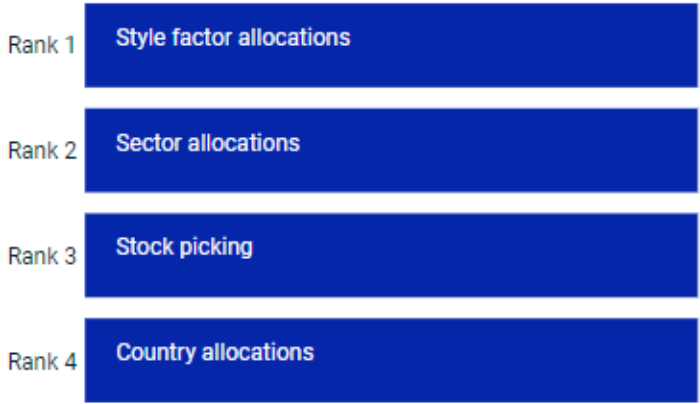 Rank 1 Style factor allocations
Rank 2 Sector allocations
Rank 3 Stock picking
Rank 4 Country allocations